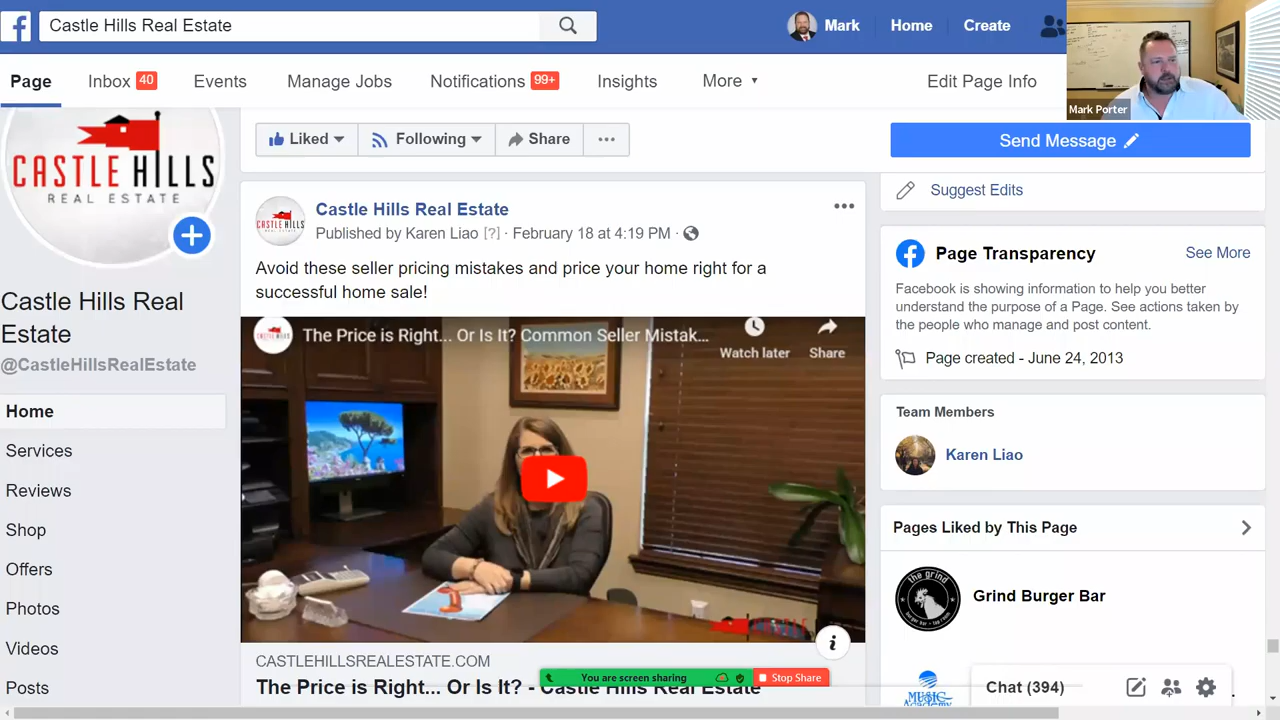 Castle Hills Real Estate
Mark
Home
Create
Page
Inbox 40
Events
Manage Jobs
Notifications 99+
Insights
More
Edit Page Info
Mark Porter
CASTLE HILLS
REAL ESTATE
Liked
Following
Share
Send Message
Suggest Edits
Castle Hills Real
Estate
@CastleHillsRealEstate
Home
Services
Reviews
Shop
Offers
Photos
Videos
Posts
Castle Hills Real Estate
Published by Karen Liao [?] · February 18 at 4:19 PM ·
Avoid these seller pricing mistakes and price your home right for a
successful home sale!
The Price is Right... Or Is It? Common Seller Mistak...
Watch later
Share
CASTLEHILLSREALESTATE.COM
The Price is Right... Or Is It? - Castle Hills Real Estate
You are screen sharing
Stop Share
Page Transparency
See More
Facebook is showing information to help you better
understand the purpose of a Page. See actions taken by
the people who manage and post content.
Page created - June 24, 2013
Team Members
Karen Liao
Pages Liked by This Page
the grind
Grind Burger Bar
MUSIC
Chat (394)